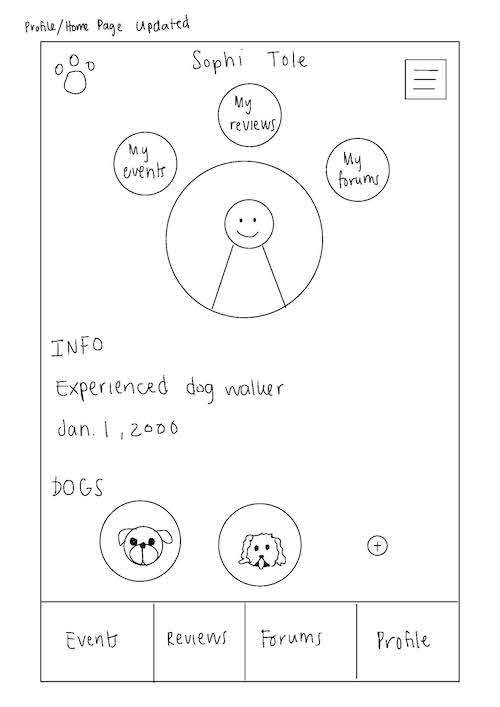 Profile/Home Page Updated
Sophi Tole
My
reviews
My
events
My
forums
INFO
Experienced dog walker
Jan. 1, 2000
DOGS
+
Events
Reviews
Forums
Profile